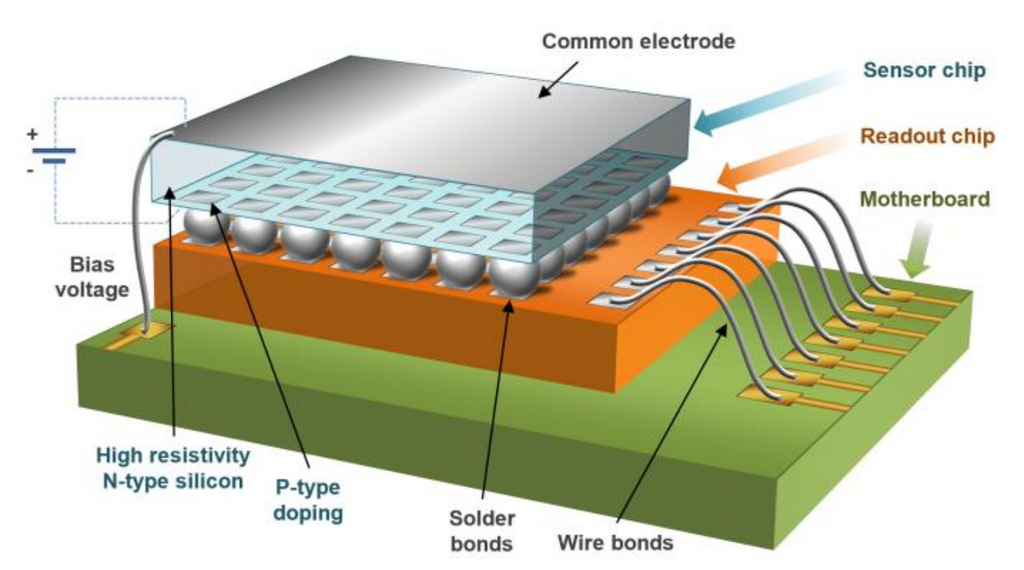 Common electrode
Sensor chip
Readout chip
Motherboard
+
-
Bias
voltage
High resistivity
N-type silicon
P-type
doping
Solder
bonds
Wire bonds